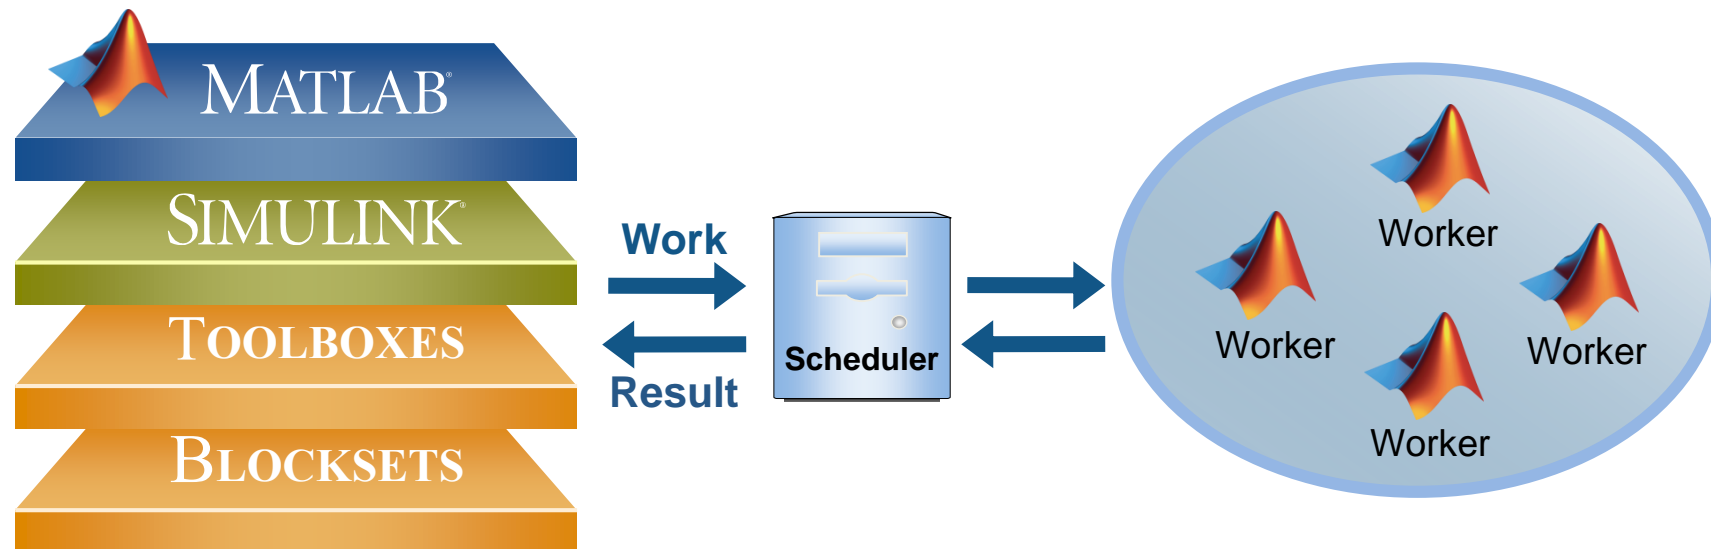 MATLAB®
SIMULINK®
TOOLBOXES
BLOCKSETS
Work
Result
Scheduler
Worker
Worker
Worker
Worker